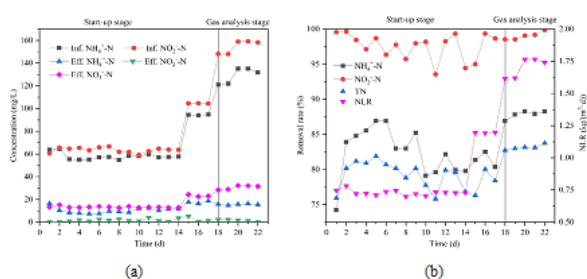 Start-up stage
Gas analysis stage
Inf. NH₄⁺-N
Inf. NO₂⁻-N
Eff. NH₄⁺-N
Eff. NO₂⁻-N
Eff. NO₃⁻-N
Concentration (mg/L)
160
140
120
100
80
60
40
20
0
0 2 4 6 8 10 12 14 16 18 20 22
Time (d)
(a)
Start-up stage
Gas analysis stage
NH₄⁺-N
NO₂⁻-N
TN
NLR
Removal rate (%)
100
95
90
85
80
75
NLR (kg/(m³·d))
2.00
1.75
1.50
1.25
1.00
0.75
0.50
0 2 4 6 8 10 12 14 16 18 20 22
Time (d)
(b)